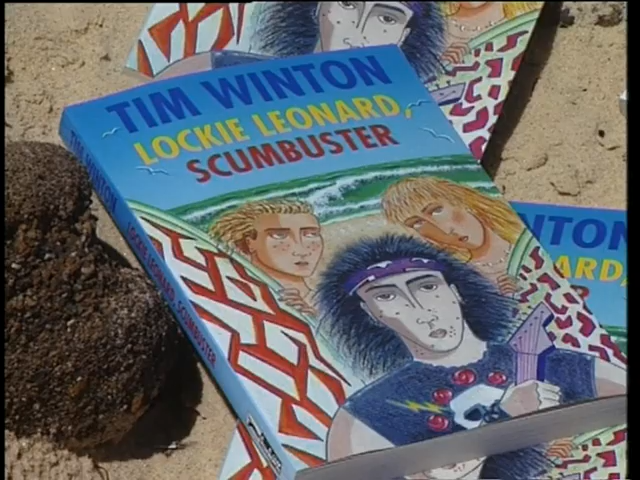 TIM WINTON
LOCKIE LEONARD,
SCUMBUSTER
TIM WINTON LOCKIE LEONARD, SCUMBUSTER
NTON
ARD,